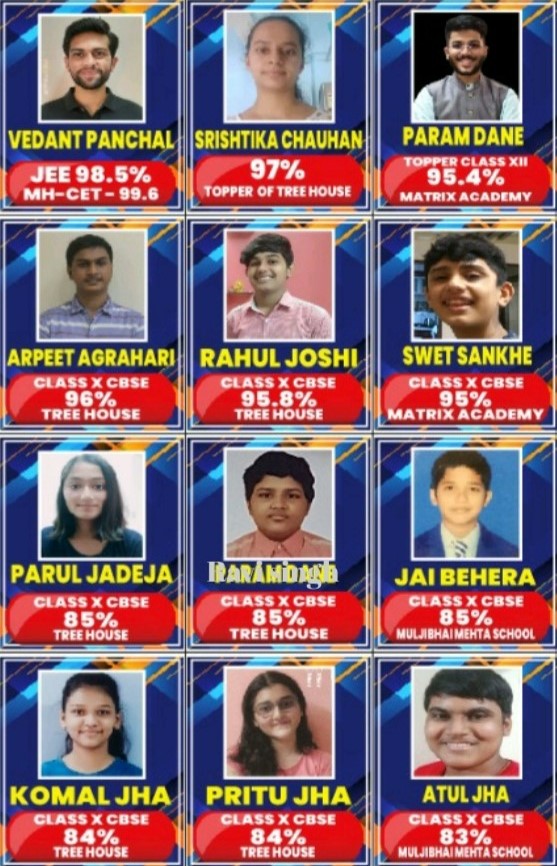 VEDANT PANCHAL
JEE 98.5%
MH-CET - 99.6
SRISHTIKA CHAUHAN
97%
TOPPER OF TREE HOUSE
PARAM DANE
TOPPER CLASS XII
95.4%
MATRIX ACADEMY
ARPEET AGRAHARI
CLASS X CBSE
96%
TREE HOUSE
RAHUL JOSHI
CLASS X CBSE
95.8%
TREE HOUSE
SWET SANKHE
CLASS X CBSE
95%
MATRIX ACADEMY
PARUL JADEJA
CLASS X CBSE
85%
TREE HOUSE
CLASS X CBSE
85%
TREE HOUSE
JAI BEHERA
CLASS X CBSE
85%
MULJIBHAI MEHTA SCHOOL
KOMAL JHA
CLASS X CBSE
84%
TREE HOUSE
PRITU JHA
CLASS X CBSE
84%
TREE HOUSE
ATUL JHA
CLASS X CBSE
83%
MULJIBHAI MEHTA SCHOOL